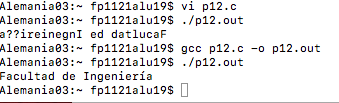 Alemania03:~ fp1121alu19$ vi p12.c
Alemania03:~ fp1121alu19$ ./p12.out
a??ireinegnI ed datlucaF
Alemania03:~ fp1121alu19$ gcc p12.c -o p12.out
Alemania03:~ fp1121alu19$ ./p12.out
Facultad de Ingeniería
Alemania03:~ fp1121alu19$